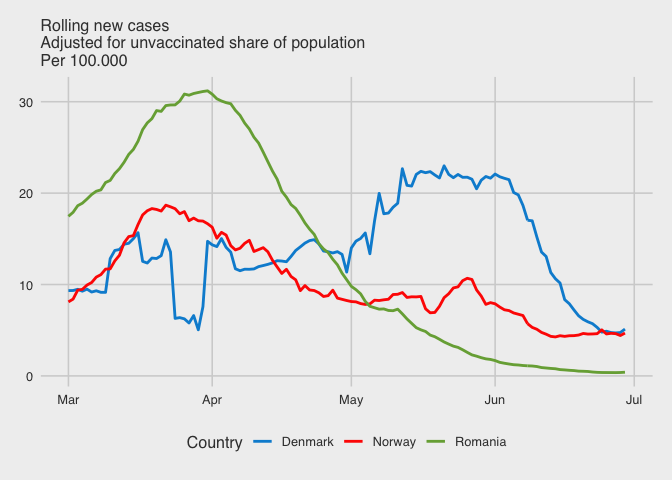 Rolling new cases
Adjusted for unvaccinated share of population
Per 100.000
30
20
10
0
Mar Apr May Jun Jul
Country Denmark Norway Romania